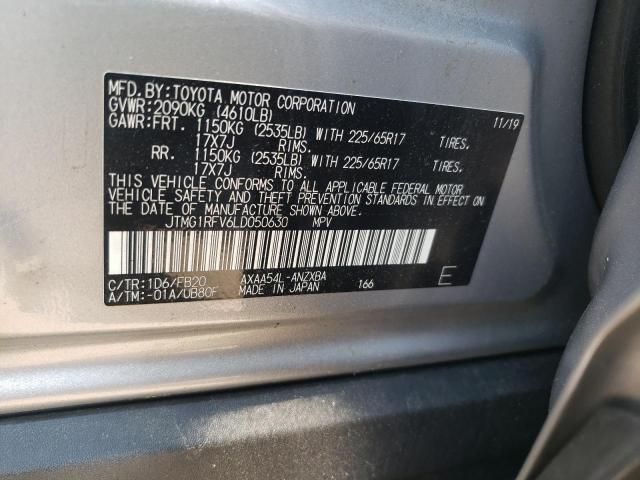 MFD. BY: TOYOTA MOTOR CORPORATION 11/19
GVWR: 2090KG (4610LB)
GAWR: FRT. 1150KG (2535LB) WITH 225/65R17 TIRES.
17X7J RIMS.
RR. 1150KG (2535LB) WITH 225/65R17 TIRES.
17X7J RIMS.
THIS VEHICLE CONFORMS TO ALL APPLICABLE FEDERAL MOTOR
VEHICLE SAFETY AND THEFT PREVENTION STANDARDS IN EFFECT ON
THE DATE OF MANUFACTURE SHOWN ABOVE.
JTMG1RFV6LD050630 MPV
C/TR: 1D6/FB20 AXAA54L-ANZXBA
A/TM: -01A/UB80F MADE IN JAPAN 166 E